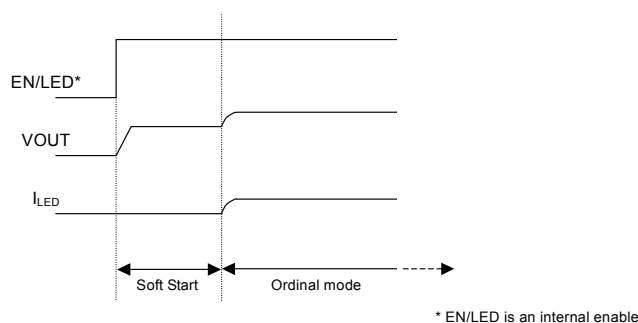 EN/LED*
VOUT
ILED
Soft Start
Ordinal mode
* EN/LED is an internal enable